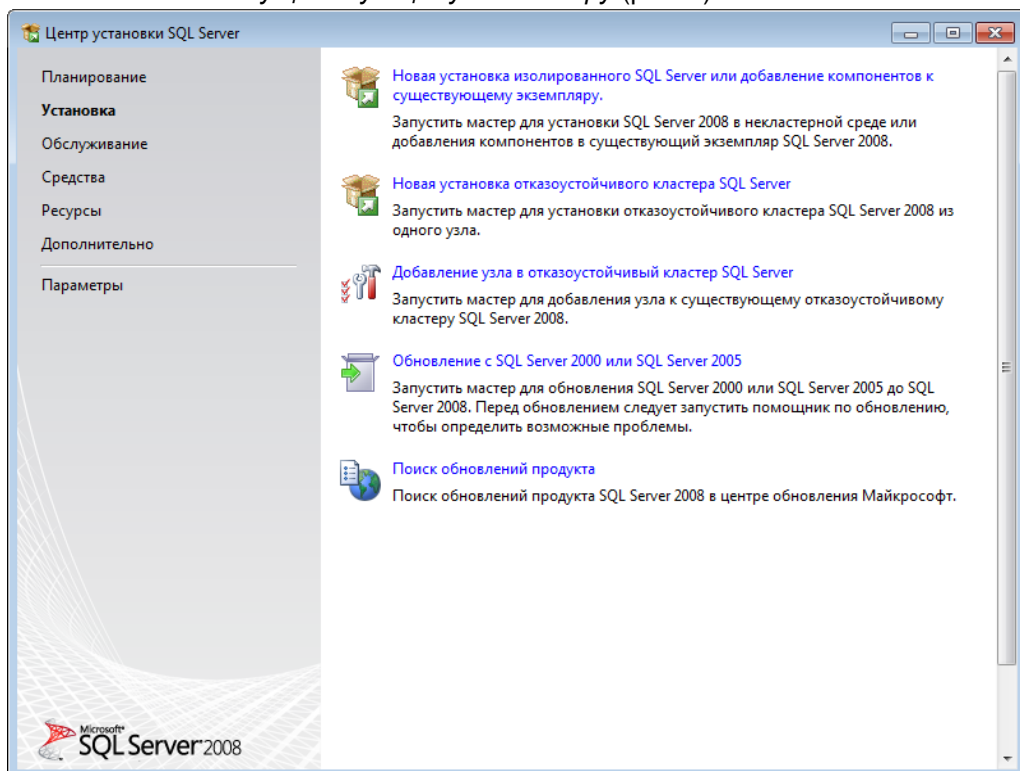 Центр установки SQL Server
Планирование
Установка
Обслуживание
Средства
Ресурсы
Дополнительно
Параметры
Новая установка изолированного SQL Server или добавление компонентов к
существующему экземпляру.
Запустить мастер для установки SQL Server 2008 в некластерной среде или
добавления компонентов в существующий экземпляр SQL Server 2008.
Новая установка отказоустойчивого кластера SQL Server
Запустить мастер для установки отказоустойчивого кластера SQL Server 2008 из
одного узла.
Добавление узла в отказоустойчивый кластер SQL Server
Запустить мастер для добавления узла к существующему отказоустойчивому
кластеру SQL Server 2008.
Обновление с SQL Server 2000 или SQL Server 2005
Запустить мастер для обновления SQL Server 2000 или SQL Server 2005 до SQL
Server 2008. Перед обновлением следует запустить помощник по обновлению,
чтобы определить возможные проблемы.
Поиск обновлений продукта
Поиск обновлений продукта SQL Server 2008 в центре обновления Майкрософт.
Microsoft
SQL Server 2008